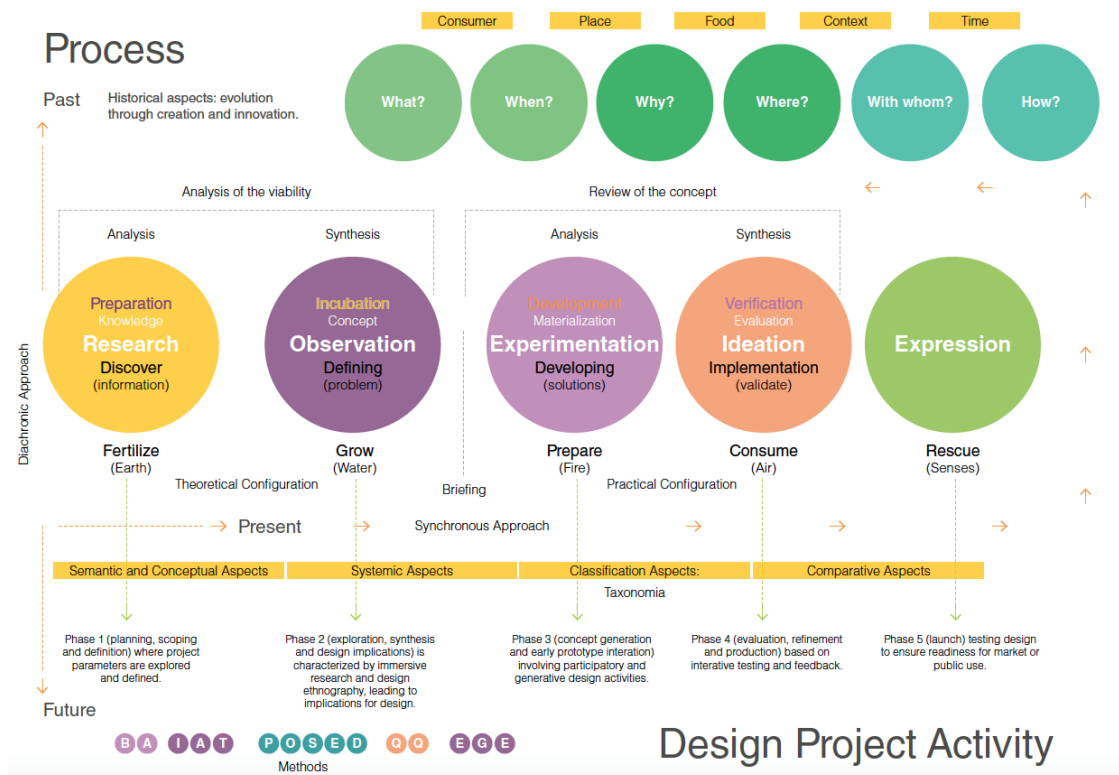 Consumer
Place
Food
Context
Time
Process
Past
Historical aspects: evolution
through creation and innovation.
What?
When?
Why?
Where?
With whom?
How?
Analysis of the viability
Review of the concept
Analysis
Synthesis
Analysis
Synthesis
Preparation
Knowledge
Research
Discover
(information)
Incubation
Concept
Observation
Defining
(problem)
Development
Materialization
Experimentation
Developing
(solutions)
Verification
Evaluation
Ideation
Implementation
(validate)
Expression
Diachronic Approach
Fertilize
(Earth)
Grow
(Water)
Prepare
(Fire)
Consume
(Air)
Rescue
(Senses)
Theoretical Configuration
Briefing
Practical Configuration
Present
Synchronous Approach
Semantic and Conceptual Aspects
Systemic Aspects
Classification Aspects:
Comparative Aspects
Taxonomia
Phase 1 (planning, scoping
and definition) where project
parameters are explored
and defined.
Phase 2 (exploration, synthesis
and design implications) is
characterized by immersive
research and design
ethnography, leading to
implications for design.
Phase 3 (concept generation
and early prototype interation)
involving participatory and
generative design activities.
Phase 4 (evaluation, refinement
and production) based on
interative testing and feedback.
Phase 5 (launch) testing design
to ensure readiness for market or
public use.
Future
B A I A T P O S E D Q Q E G E
Methods
Design Project Activity